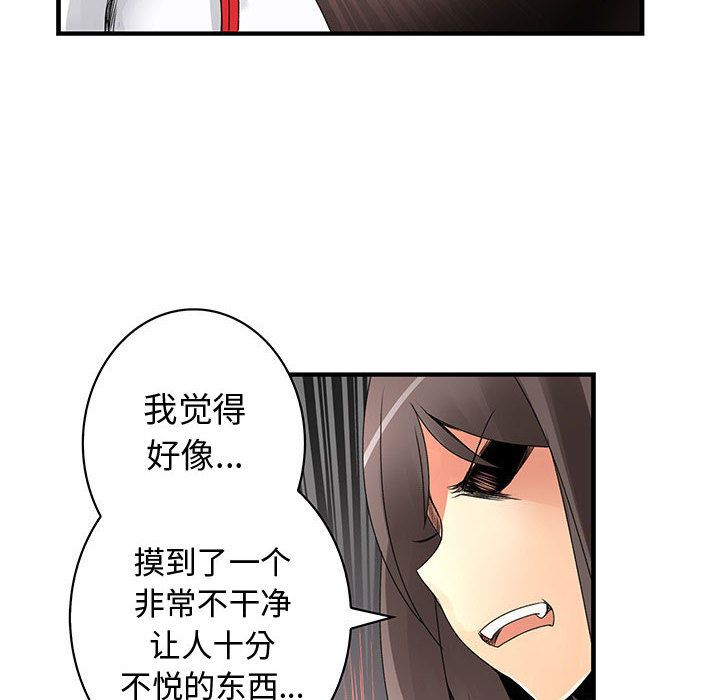 我觉得
好像...
摸到了一个
非常不干净
让人十分
不悦的东西...